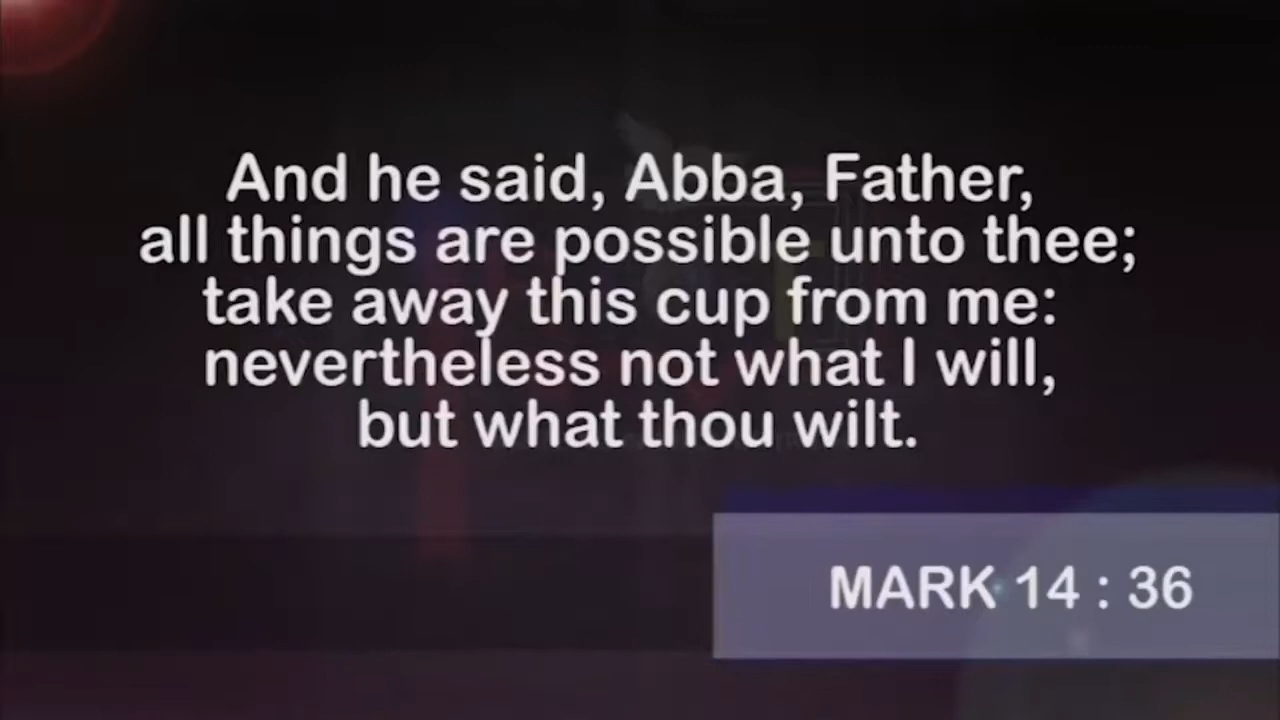 And he said, Abba, Father,
all things are possible unto thee;
take away this cup from me:
nevertheless not what I will,
but what thou wilt.
MARK 14 : 36